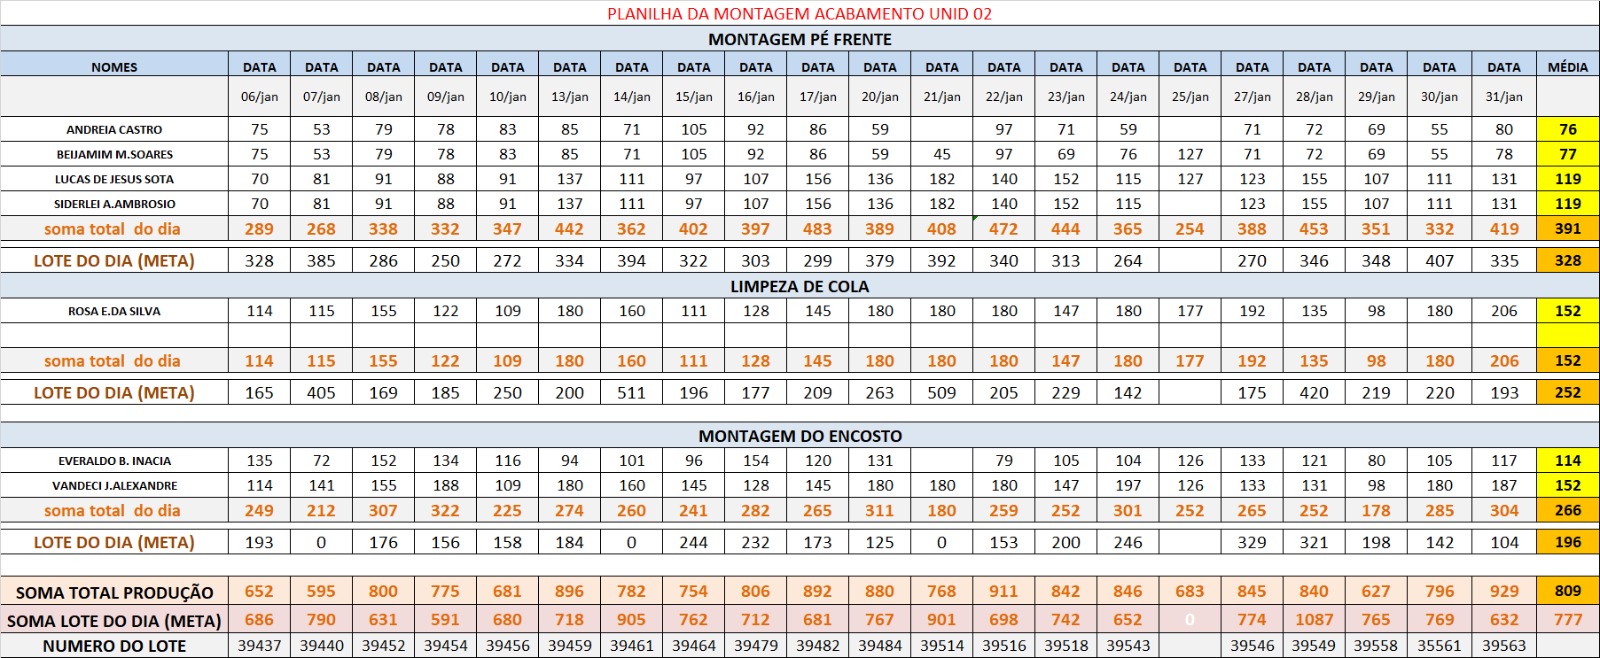 PLANILHA DA MONTAGEM ACABAMENTO UNID 02
MONTAGEM PÉ FRENTE
NOMES DATA DATA DATA DATA DATA DATA DATA DATA DATA DATA DATA DATA DATA DATA DATA DATA DATA DATA DATA DATA DATA MÉDIA
06/jan 07/jan 08/jan 09/jan 10/jan 13/jan 14/jan 15/jan 16/jan 17/jan 20/jan 21/jan 22/jan 23/jan 24/jan 25/jan 27/jan 28/jan 29/jan 30/jan 31/jan
ANDREIA CASTRO 75 53 79 78 83 85 71 105 92 86 59 97 71 59 71 72 69 55 80 76
BEIJAMIM M.SOARES 75 53 79 78 83 85 71 105 92 86 59 45 97 69 76 127 71 72 69 55 78 77
LUCAS DE JESUS SOTA 70 81 91 88 91 137 111 97 107 156 136 182 140 152 115 127 123 155 107 111 131 119
SIDERLEI A.AMBROSIO 70 81 91 88 91 137 111 97 107 156 136 182 140 152 115 123 155 107 111 131 119
soma total do dia 289 268 338 332 347 442 362 402 397 483 389 408 472 444 365 254 388 453 351 332 419 391
LOTE DO DIA (META) 328 385 286 250 272 334 394 322 303 299 379 392 340 313 264 270 346 348 407 335 328
LIMPEZA DE COLA
ROSA E.DA SILVA 114 115 155 122 109 180 160 111 128 145 180 180 180 147 180 177 192 135 98 180 206 152
soma total do dia 114 115 155 122 109 180 160 111 128 145 180 180 180 147 180 177 192 135 98 180 206 152
LOTE DO DIA (META) 165 405 169 185 250 200 511 196 177 209 263 509 205 229 142 175 420 219 220 193 252
MONTAGEM DO ENCOSTO
EVERALDO B. INACIA 135 72 152 134 116 94 101 96 154 120 131 79 105 104 126 133 121 80 105 117 114
VANDECI J.ALEXANDRE 114 141 155 188 109 180 160 145 128 145 180 180 180 147 197 126 133 131 98 180 187 152
soma total do dia 249 212 307 322 225 274 260 241 282 265 311 180 259 252 301 252 265 252 178 285 304 266
LOTE DO DIA (META) 193 0 176 156 158 184 0 244 232 173 125 0 153 200 246 329 321 198 142 104 196
SOMA TOTAL PRODUÇÃO 652 595 800 775 681 896 782 754 806 892 880 768 911 842 846 683 845 840 627 796 929 809
SOMA LOTE DO DIA (META) 686 790 631 591 680 718 905 762 712 681 767 901 698 742 652 0 774 1087 765 769 632 777
NUMERO DO LOTE 39437 39440 39452 39454 39456 39459 39461 39464 39479 39482 39484 39514 39516 39518 39543 39546 39549 39558 35561 39563